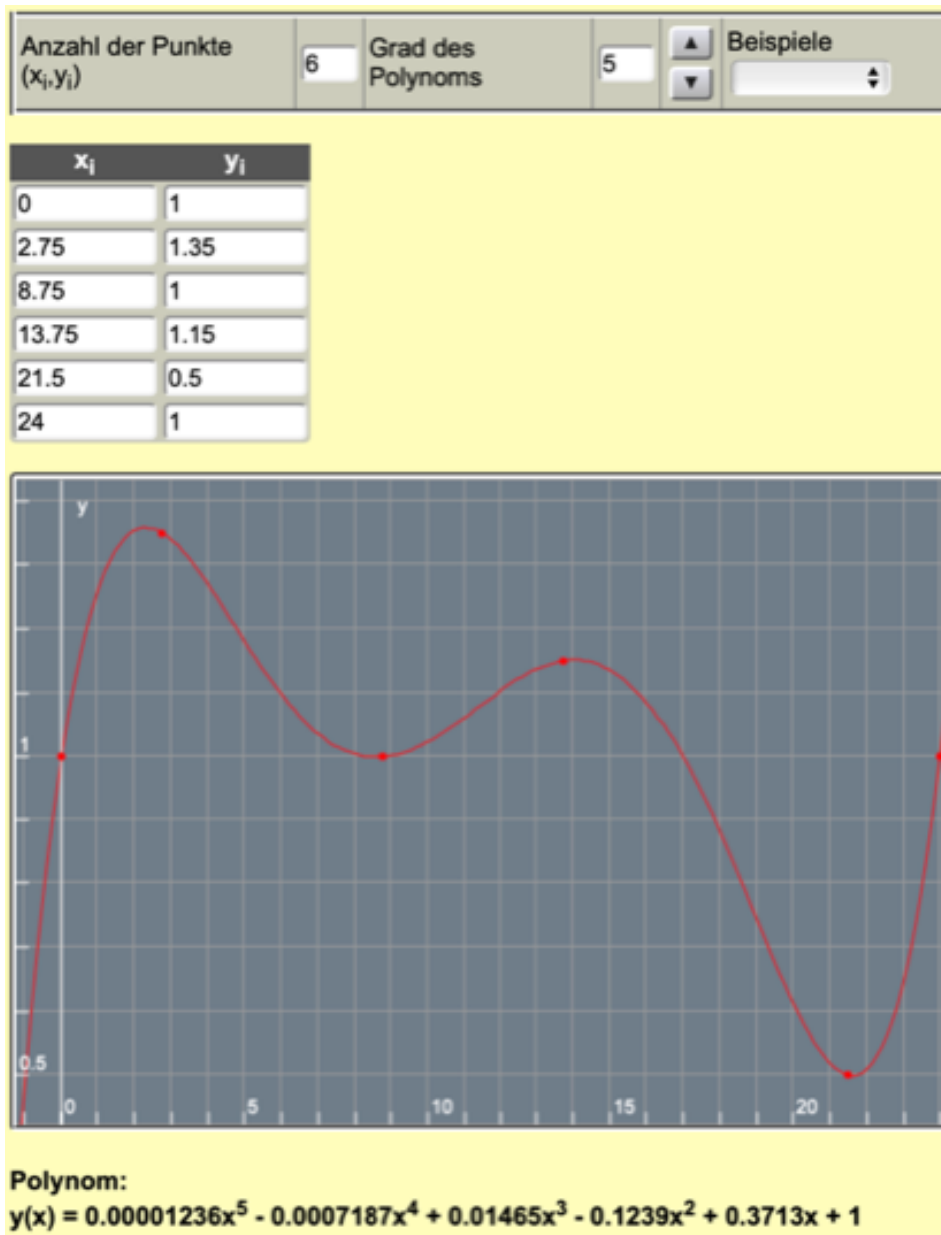 Anzahl der Punkte 6 Grad des 5 ▲ Beispiele
(xᵢ,yᵢ) Polynoms ▼
xᵢ yᵢ
0 1
2.75 1.35
8.75 1
13.75 1.15
21.5 0.5
24 1
y
1
0.5
0 5 10 15 20
Polynom:
y(x) = 0.00001236x⁵ - 0.0007187x⁴ + 0.01465x³ - 0.1239x² + 0.3713x + 1